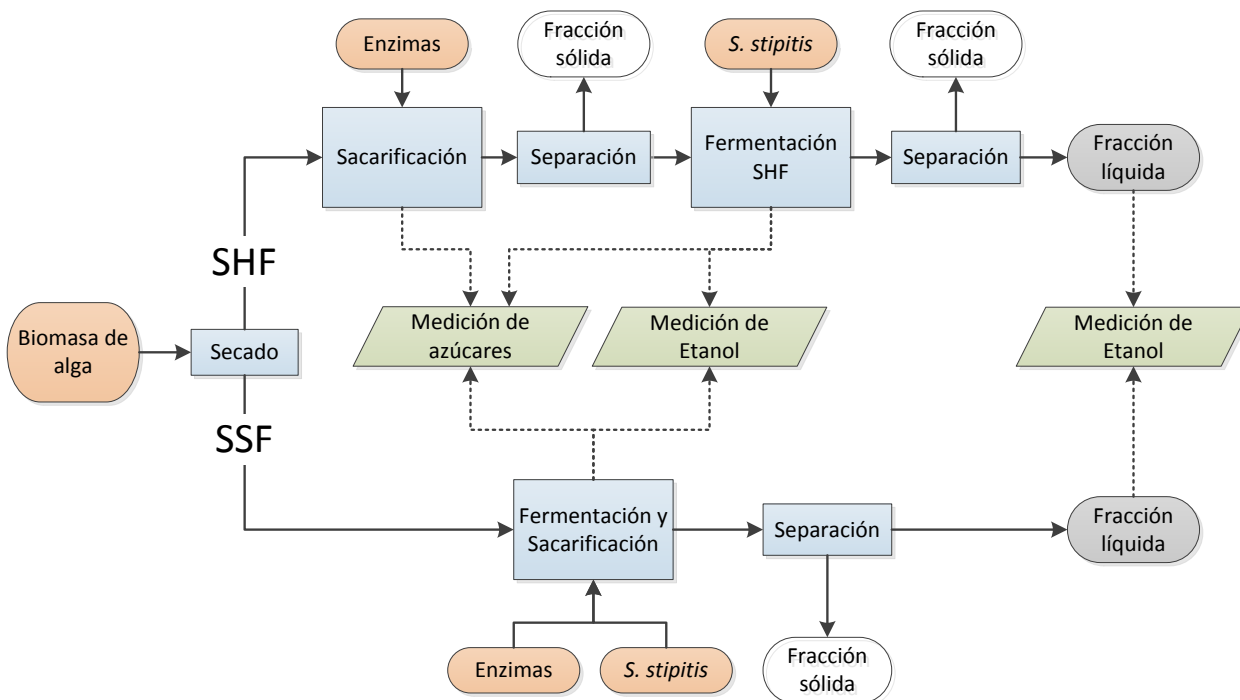 Enzimas
Fracción
sólida
S. stipitis
Fracción
sólida
Sacarificación
Separación
Fermentación
SHF
Separación
Fracción
líquida
SHF
Medición de
azúcares
Medición de
Etanol
Medición de
Etanol
Biomasa de
alga
Secado
SSF
Fermentación y
Sacarificación
Separación
Fracción
líquida
Enzimas
S. stipitis
Fracción
sólida